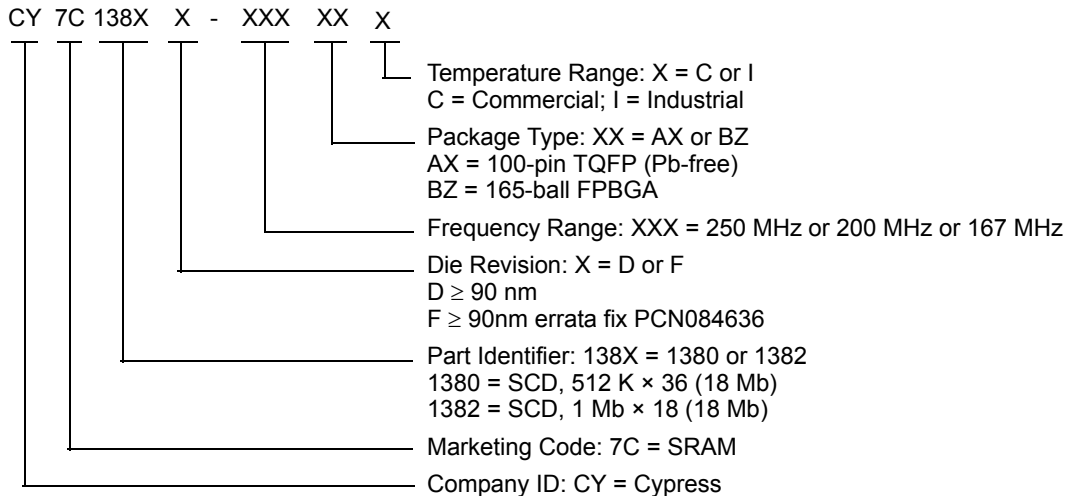 CY 7C 138X X - XXX XX X
Temperature Range: X = C or I
C = Commercial; I = Industrial
Package Type: XX = AX or BZ
AX = 100-pin TQFP (Pb-free)
BZ = 165-ball FPBGA
Frequency Range: XXX = 250 MHz or 200 MHz or 167 MHz
Die Revision: X = D or F
D ≥ 90 nm
F ≥ 90nm errata fix PCN084636
Part Identifier: 138X = 1380 or 1382
1380 = SCD, 512 K × 36 (18 Mb)
1382 = SCD, 1 Mb × 18 (18 Mb)
Marketing Code: 7C = SRAM
Company ID: CY = Cypress